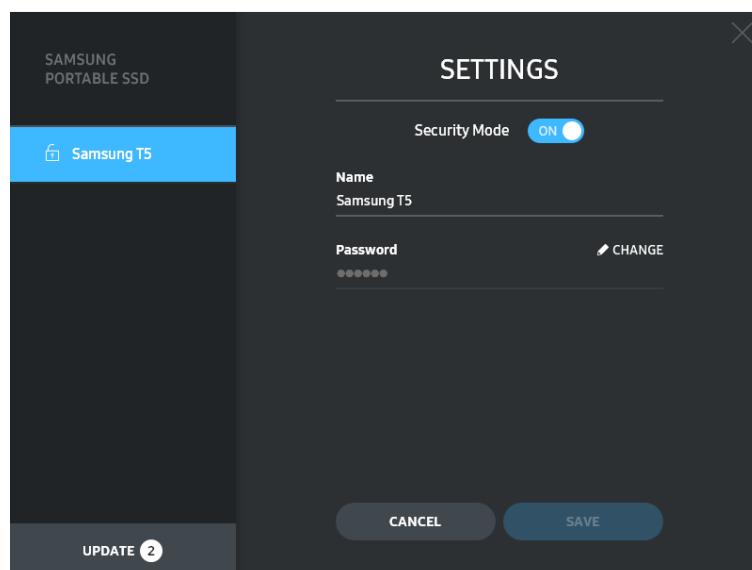 SAMSUNG
PORTABLE SSD
Samsung T5
UPDATE 2
SETTINGS
Security Mode ON
Name
Samsung T5
Password CHANGE
●●●●●●
CANCEL SAVE